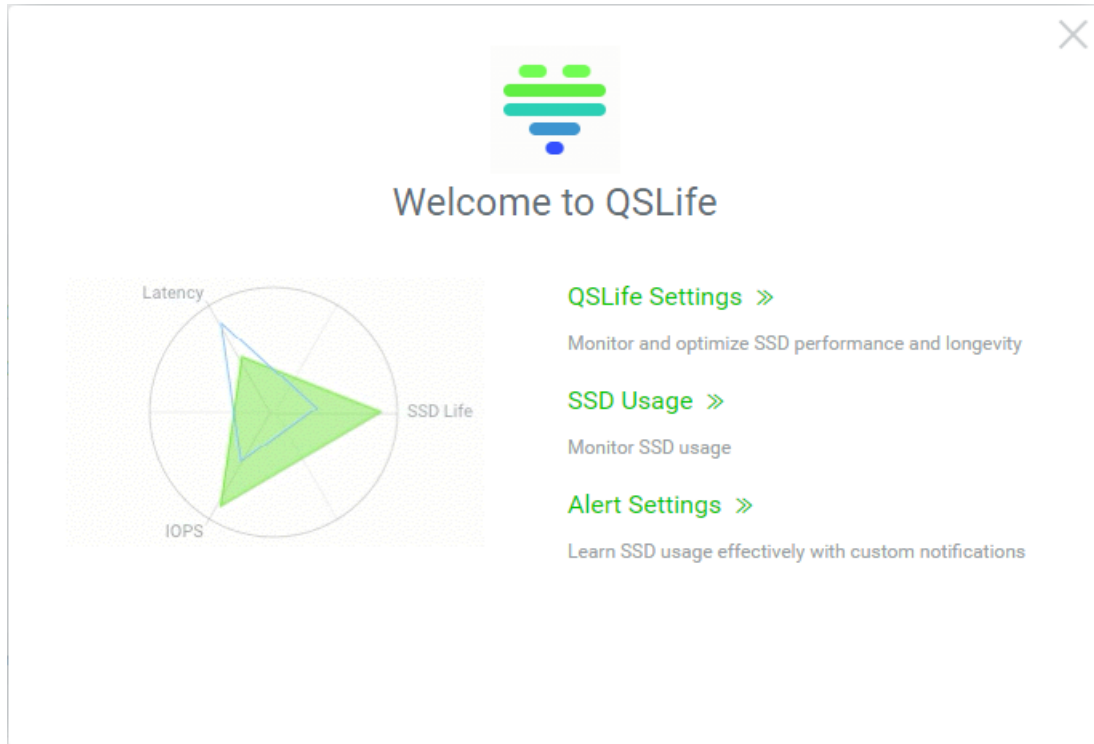 Welcome to QSLife
Latency
SSD Life
IOPS
QSLife Settings »
Monitor and optimize SSD performance and longevity
SSD Usage »
Monitor SSD usage
Alert Settings »
Learn SSD usage effectively with custom notifications